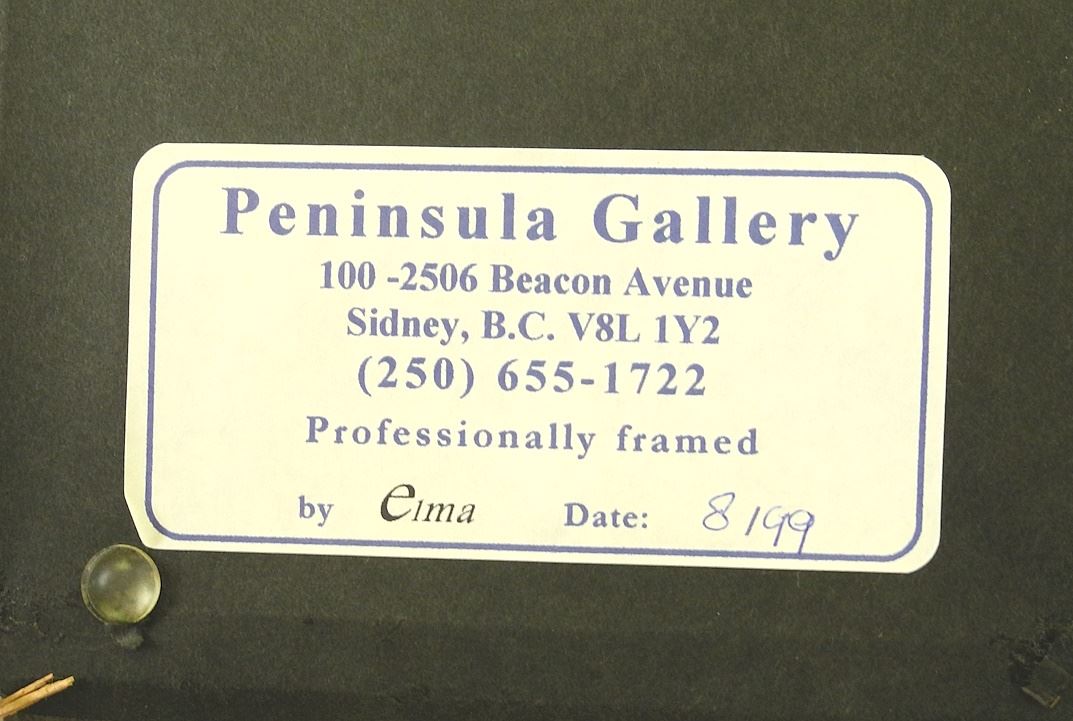 Peninsula Gallery
100 -2506 Beacon Avenue
Sidney, B.C. V8L 1Y2
(250) 655-1722
Professionally framed
by elma Date: 8/99